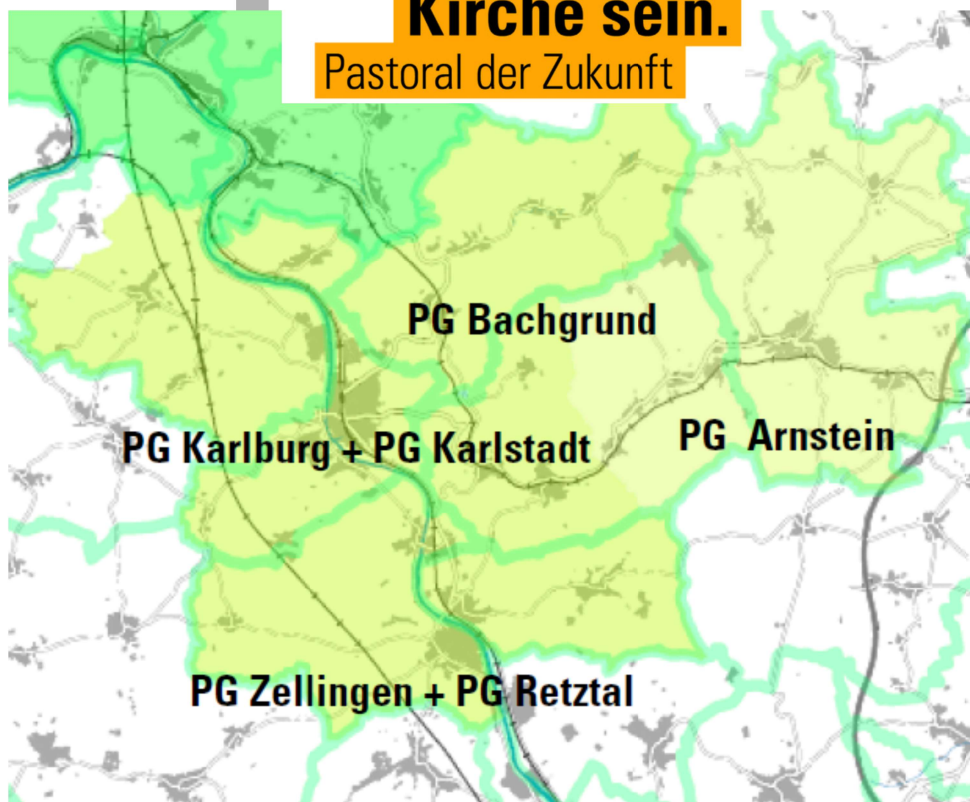 Kirche sein.
Pastoral der Zukunft
PG Bachgrund
PG Karlburg + PG Karlstadt
PG Arnstein
PG Zellingen + PG Retztal